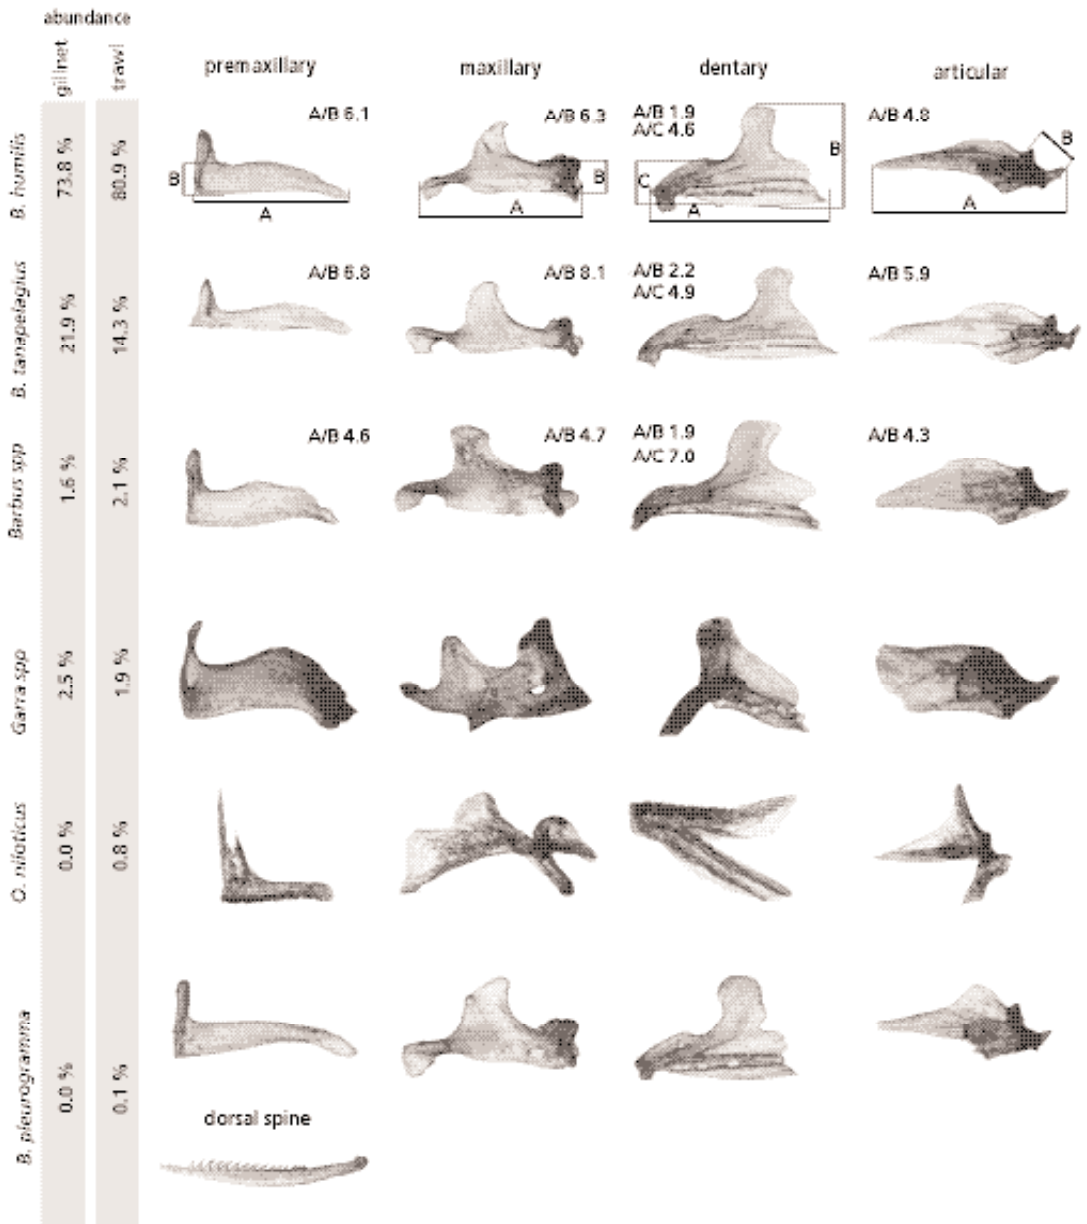 abundance
gillnet
trawl
premaxillary
maxillary
dentary
articular
B. humilis
73.8 %
80.9 %
A/B 6.1
B
A
A/B 6.3
B
A
A/B 1.9
A/C 4.6
B
C
A
A/B 4.8
B
A
B. tanapelagius
21.9 %
14.3 %
A/B 6.8
A/B 8.1
A/B 2.2
A/C 4.9
A/B 5.9
Barbus spp
1.6 %
2.1 %
A/B 4.6
A/B 4.7
A/B 1.9
A/C 7.0
A/B 4.3
Garra spp
2.5 %
1.9 %
O. niloticus
0.0 %
0.8 %
B. pleurogramma
0.0 %
0.1 %
dorsal spine